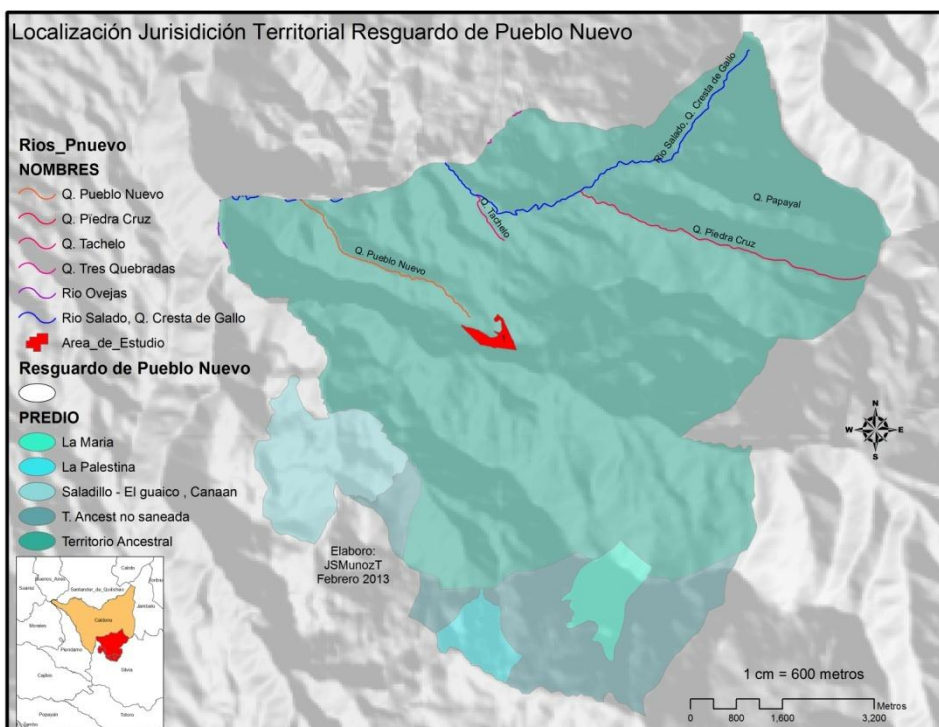 Localización Jurisidición Territorial Resguardo de Pueblo Nuevo
Rios_Pnuevo
NOMBRES
Q. Pueblo Nuevo
Q. Piedra Cruz
Q. Tachelo
Q. Tres Quebradas
Rio Ovejas
Rio Salado, Q. Cresta de Gallo
Area_de_Estudio
Resguardo de Pueblo Nuevo
PREDIO
La Maria
La Palestina
Saladillo - El guaico , Canaan
T. Ancest no saneada
Territorio Ancestral
Rio Salado, Q. Cresta de Gallo
Q. Papayal
Q. Tachelo
Q. Piedra Cruz
Q. Pueblo Nuevo
N
W
E
S
Elaboro:
JSMunozT
Febrero 2013
Buenos_Aires
Santander_de_Quilichao
Suarez
Jambalo
Caldono
Morales
Piendamo
Silvia
Cajibio
Popayan
Totoro
1 cm = 600 metros
Metros
0 800 1,600 3,200